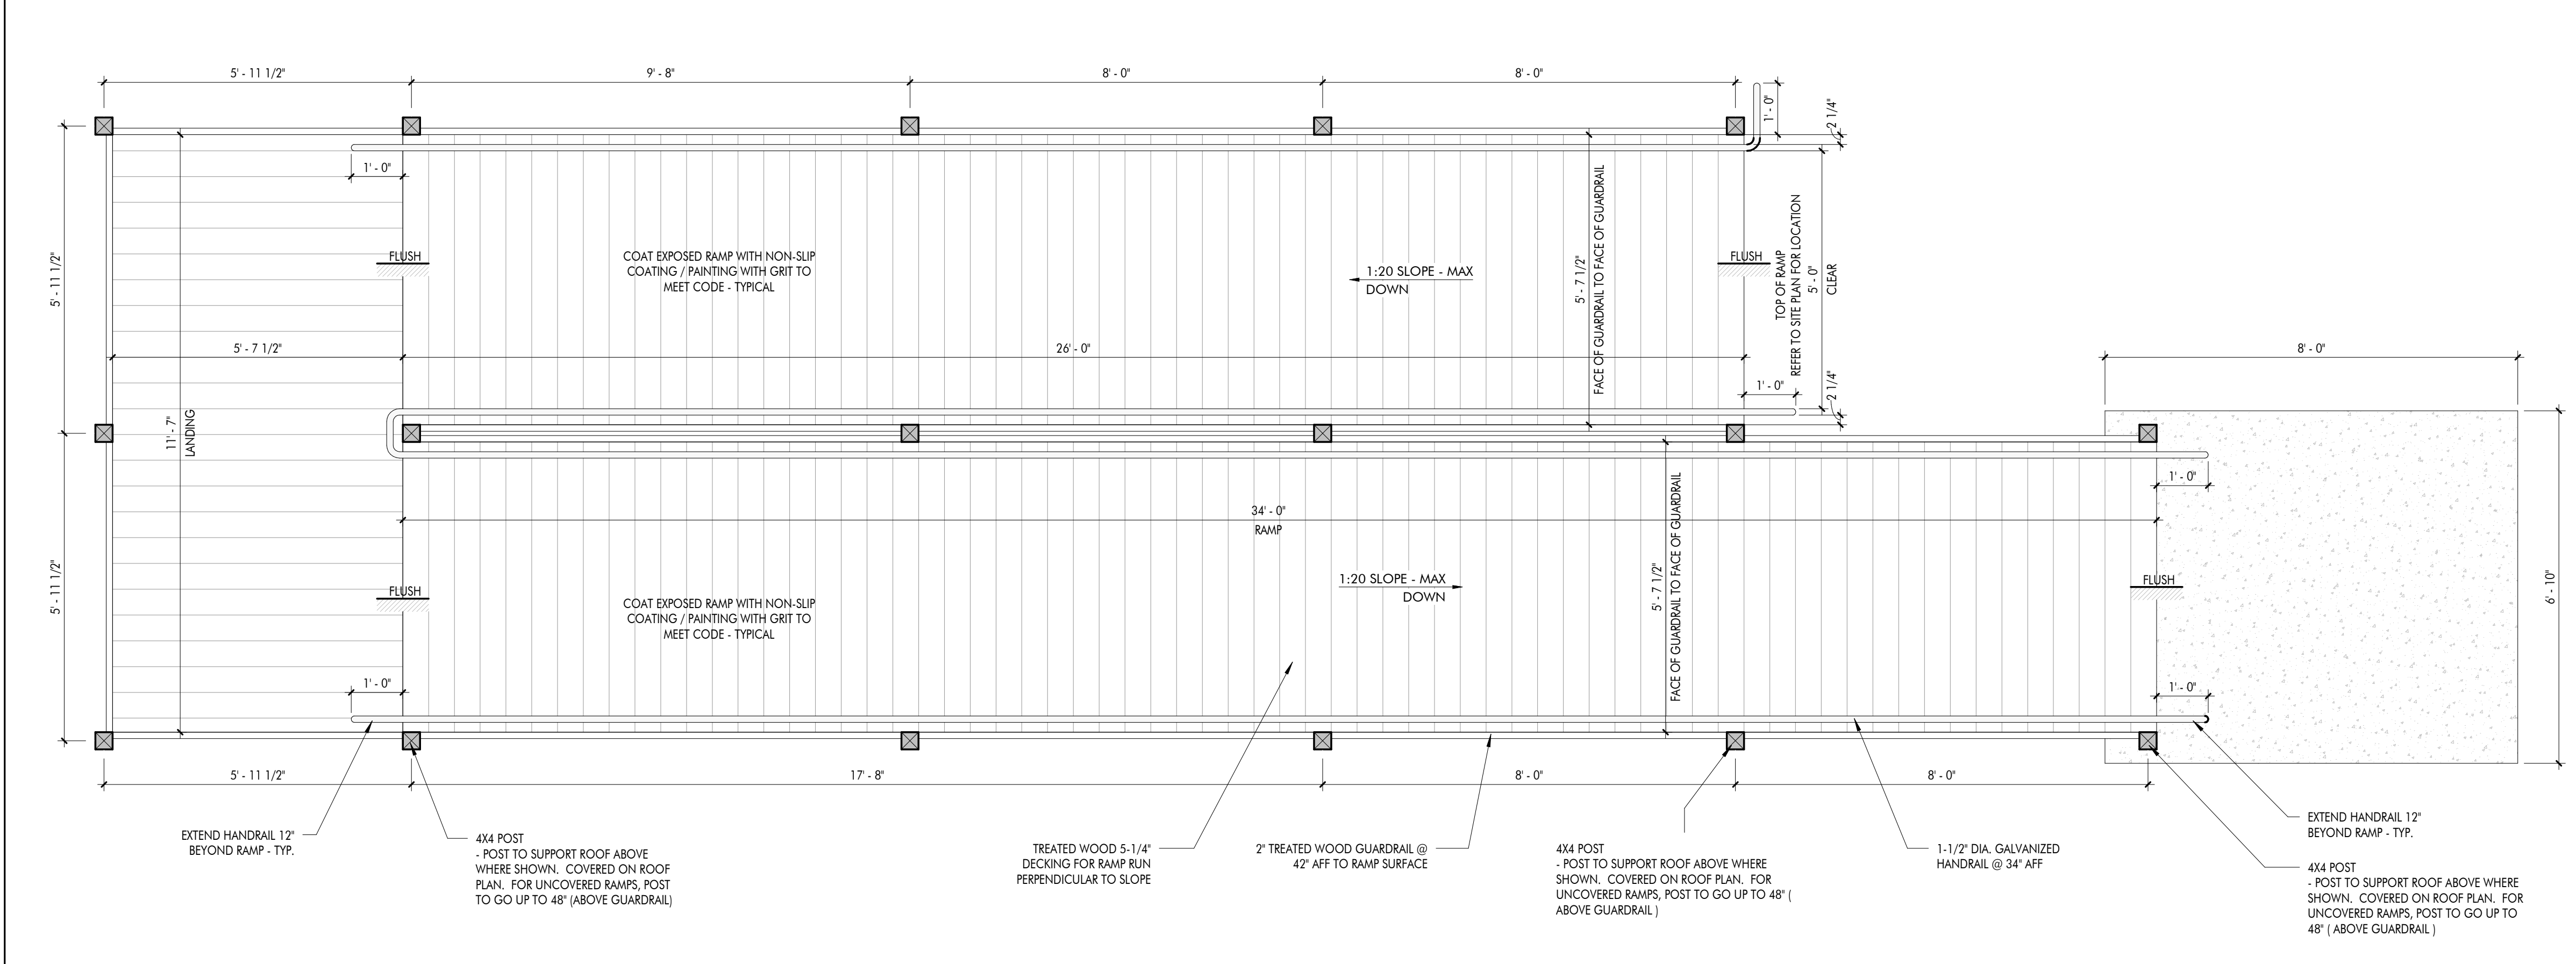 5' - 11 1/2"
9' - 8"
8' - 0"
8' - 0"
1' - 0"
2 1/4"
5' - 11 1/2"
5' - 11 1/2"
1' - 0"
FLUSH
COAT EXPOSED RAMP WITH NON-SLIP
COATING / PAINTING WITH GRIT TO
MEET CODE - TYPICAL
1:20 SLOPE - MAX
DOWN
5' - 7 1/2"
FACE OF GUARDRAIL TO FACE OF GUARDRAIL
FLUSH
TOP OF RAMP
REFER TO SITE PLAN FOR LOCATION
5' - 0"
CLEAR
5' - 7 1/2"
26' - 0"
1' - 0"
2 1/4"
8' - 0"
11' - 7"
LANDING
1' - 0"
34' - 0"
RAMP
5' - 7 1/2"
FACE OF GUARDRAIL TO FACE OF GUARDRAIL
FLUSH
COAT EXPOSED RAMP WITH NON-SLIP
COATING / PAINTING WITH GRIT TO
MEET CODE - TYPICAL
1:20 SLOPE - MAX
DOWN
FLUSH
6' - 10"
1' - 0"
1' - 0"
5' - 11 1/2"
17' - 8"
8' - 0"
8' - 0"
EXTEND HANDRAIL 12"
BEYOND RAMP - TYP.
4X4 POST
- POST TO SUPPORT ROOF ABOVE
WHERE SHOWN. COVERED ON ROOF
PLAN. FOR UNCOVERED RAMPS, POST
TO GO UP TO 48" (ABOVE GUARDRAIL)
TREATED WOOD 5-1/4"
DECKING FOR RAMP RUN
PERPENDICULAR TO SLOPE
2" TREATED WOOD GUARDRAIL @
42" AFF TO RAMP SURFACE
4X4 POST
- POST TO SUPPORT ROOF ABOVE WHERE
SHOWN. COVERED ON ROOF PLAN. FOR
UNCOVERED RAMPS, POST TO GO UP TO 48" (
ABOVE GUARDRAIL )
1-1/2" DIA. GALVANIZED
HANDRAIL @ 34" AFF
EXTEND HANDRAIL 12"
BEYOND RAMP - TYP.
4X4 POST
- POST TO SUPPORT ROOF ABOVE WHERE
SHOWN. COVERED ON ROOF PLAN. FOR
UNCOVERED RAMPS, POST TO GO UP TO
48" ( ABOVE GUARDRAIL )